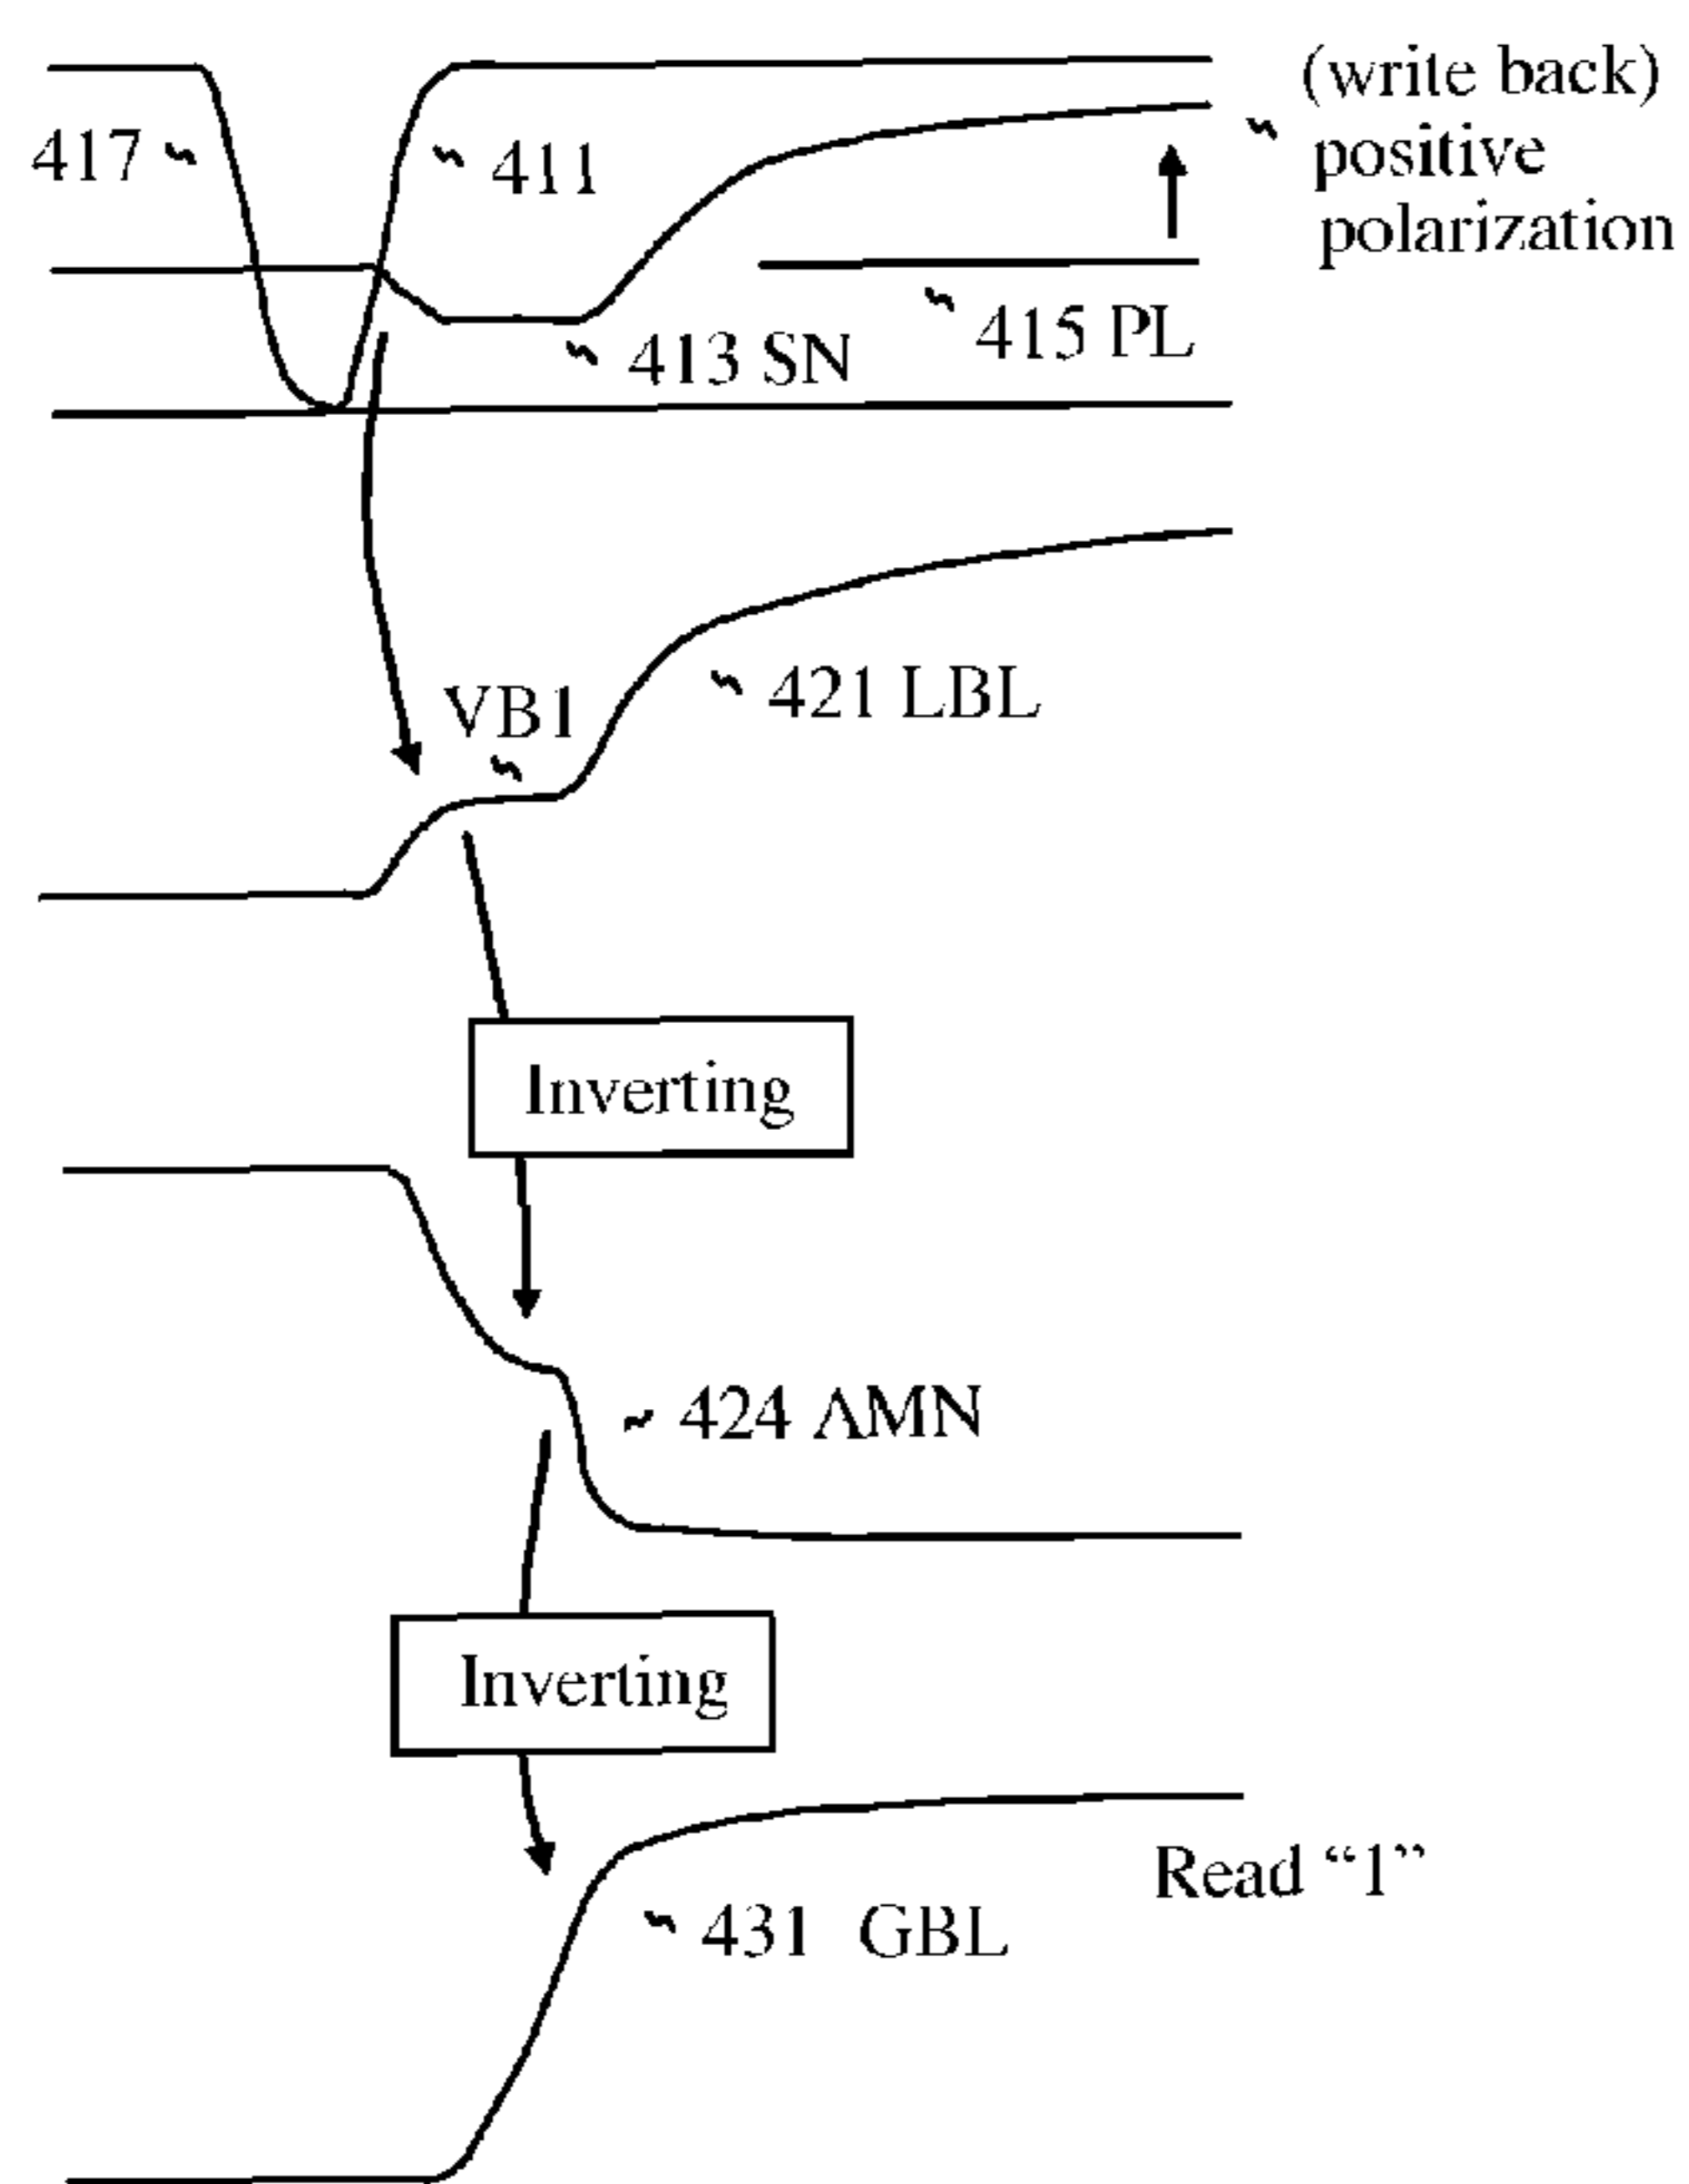 (write back)
positive
polarization
417
411
415 PL
413 SN
421 LBL
VB1
Inverting
424 AMN
Inverting
Read “1”
431 GBL